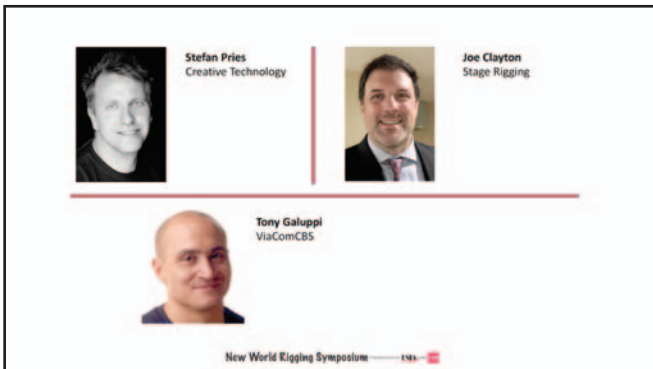 Stefan Pries
Creative Technology
Joe Clayton
Stage Rigging
Tony Galuppi
ViaComCBS
New World Rigging Symposium